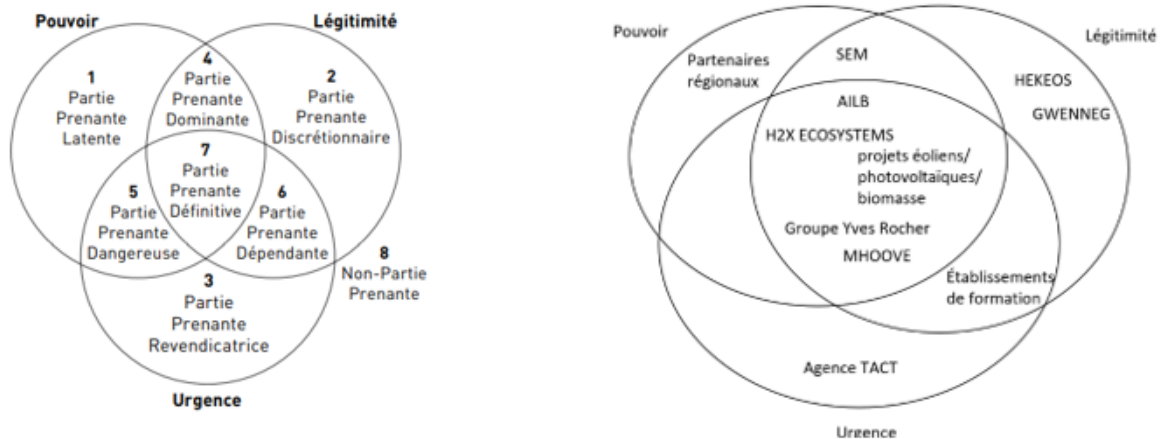 Pouvoir
Légitimité
1
Partie
Prenante
Latente
4
Partie
Prenante
Dominante
2
Partie
Prenante
Discrétionnaire
7
Partie
Prenante
Définitive
5
Partie
Prenante
Dangereuse
6
Partie
Prenante
Dépendante
8
Non-Partie
Prenante
3
Partie
Prenante
Revendicatrice
Urgence
Pouvoir
Légitimité
Partenaires
régionaux
SEM
HEKEOS
GWENNEG
AILB
H2X ECOSYSTEMS
projets éoliens/
photovoltaïques/
biomasse
Groupe Yves Rocher
MHOOVE
Établissements
de formation
Agence TACT
Urgence